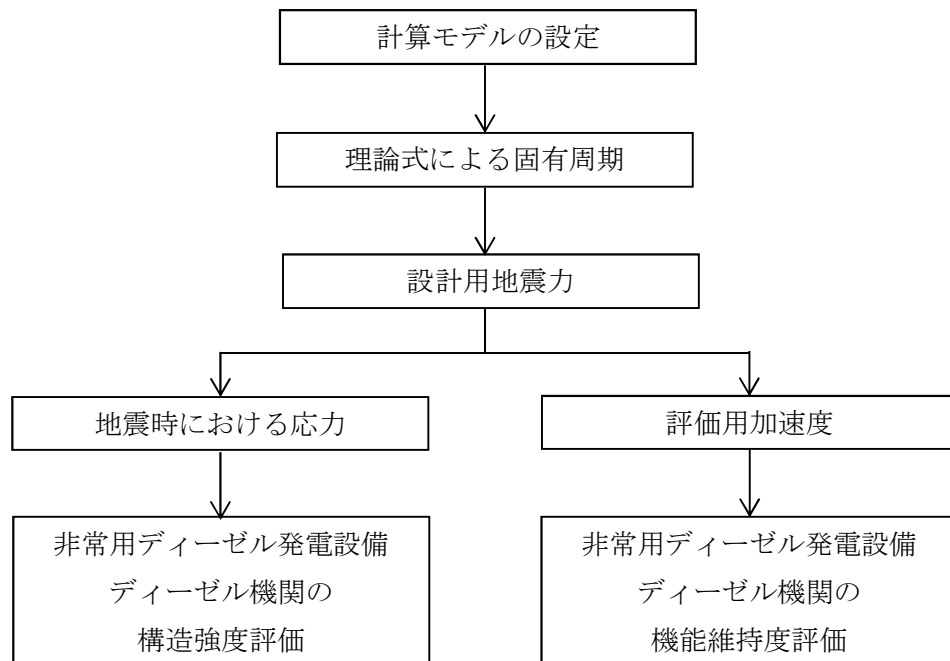 計算モデルの設定
理論式による固有周期
設計用地震力
地震時における応力
評価用加速度
非常用ディーゼル発電設備
ディーゼル機関の
構造強度評価
非常用ディーゼル発電設備
ディーゼル機関の
機能維持度評価